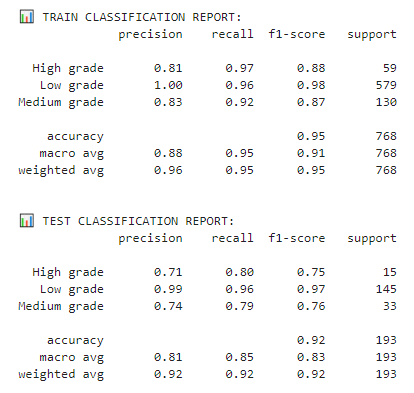 📊 TRAIN CLASSIFICATION REPORT:
precision recall f1-score support
High grade 0.81 0.97 0.88 59
Low grade 1.00 0.96 0.98 579
Medium grade 0.83 0.92 0.87 130
accuracy 0.95 768
macro avg 0.88 0.95 0.91 768
weighted avg 0.96 0.95 0.95 768
📊 TEST CLASSIFICATION REPORT:
precision recall f1-score support
High grade 0.71 0.80 0.75 15
Low grade 0.99 0.96 0.97 145
Medium grade 0.74 0.79 0.76 33
accuracy 0.92 193
macro avg 0.81 0.85 0.83 193
weighted avg 0.92 0.92 0.92 193